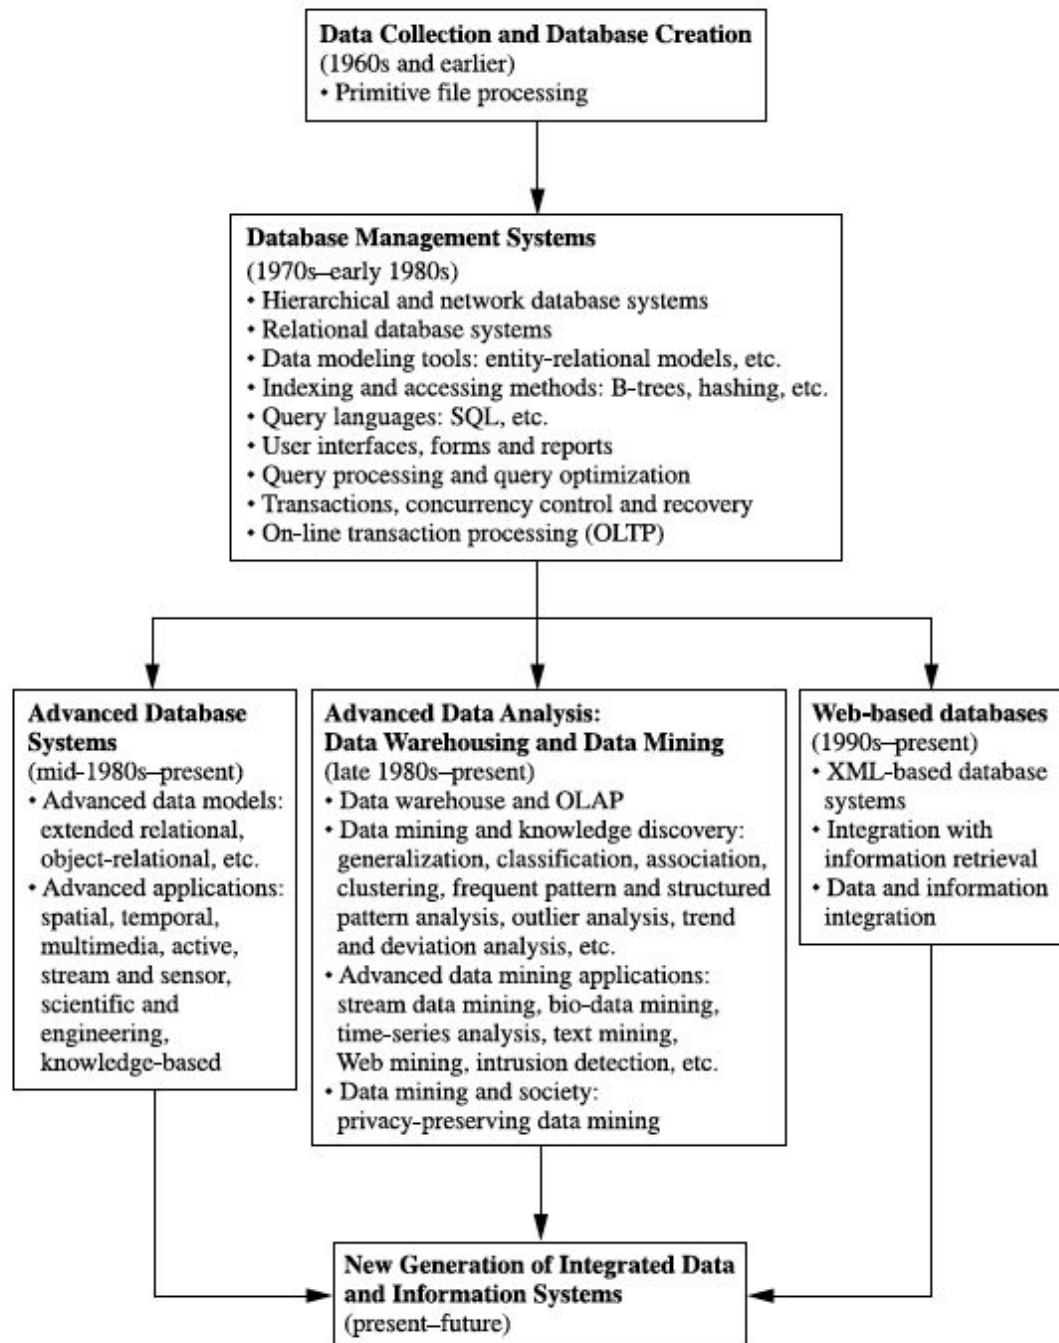 Data Collection and Database Creation
(1960s and earlier)
• Primitive file processing
Database Management Systems
(1970s–early 1980s)
• Hierarchical and network database systems
• Relational database systems
• Data modeling tools: entity-relational models, etc.
• Indexing and accessing methods: B-trees, hashing, etc.
• Query languages: SQL, etc.
• User interfaces, forms and reports
• Query processing and query optimization
• Transactions, concurrency control and recovery
• On-line transaction processing (OLTP)
Advanced Database
Systems
(mid-1980s–present)
• Advanced data models:
extended relational,
object-relational, etc.
• Advanced applications:
spatial, temporal,
multimedia, active,
stream and sensor,
scientific and
engineering,
knowledge-based
Advanced Data Analysis:
Data Warehousing and Data Mining
(late 1980s–present)
• Data warehouse and OLAP
• Data mining and knowledge discovery:
generalization, classification, association,
clustering, frequent pattern and structured
pattern analysis, outlier analysis, trend
and deviation analysis, etc.
• Advanced data mining applications:
stream data mining, bio-data mining,
time-series analysis, text mining,
Web mining, intrusion detection, etc.
• Data mining and society:
privacy-preserving data mining
Web-based databases
(1990s–present)
• XML-based database
systems
• Integration with
information retrieval
• Data and information
integration
New Generation of Integrated Data
and Information Systems
(present–future)